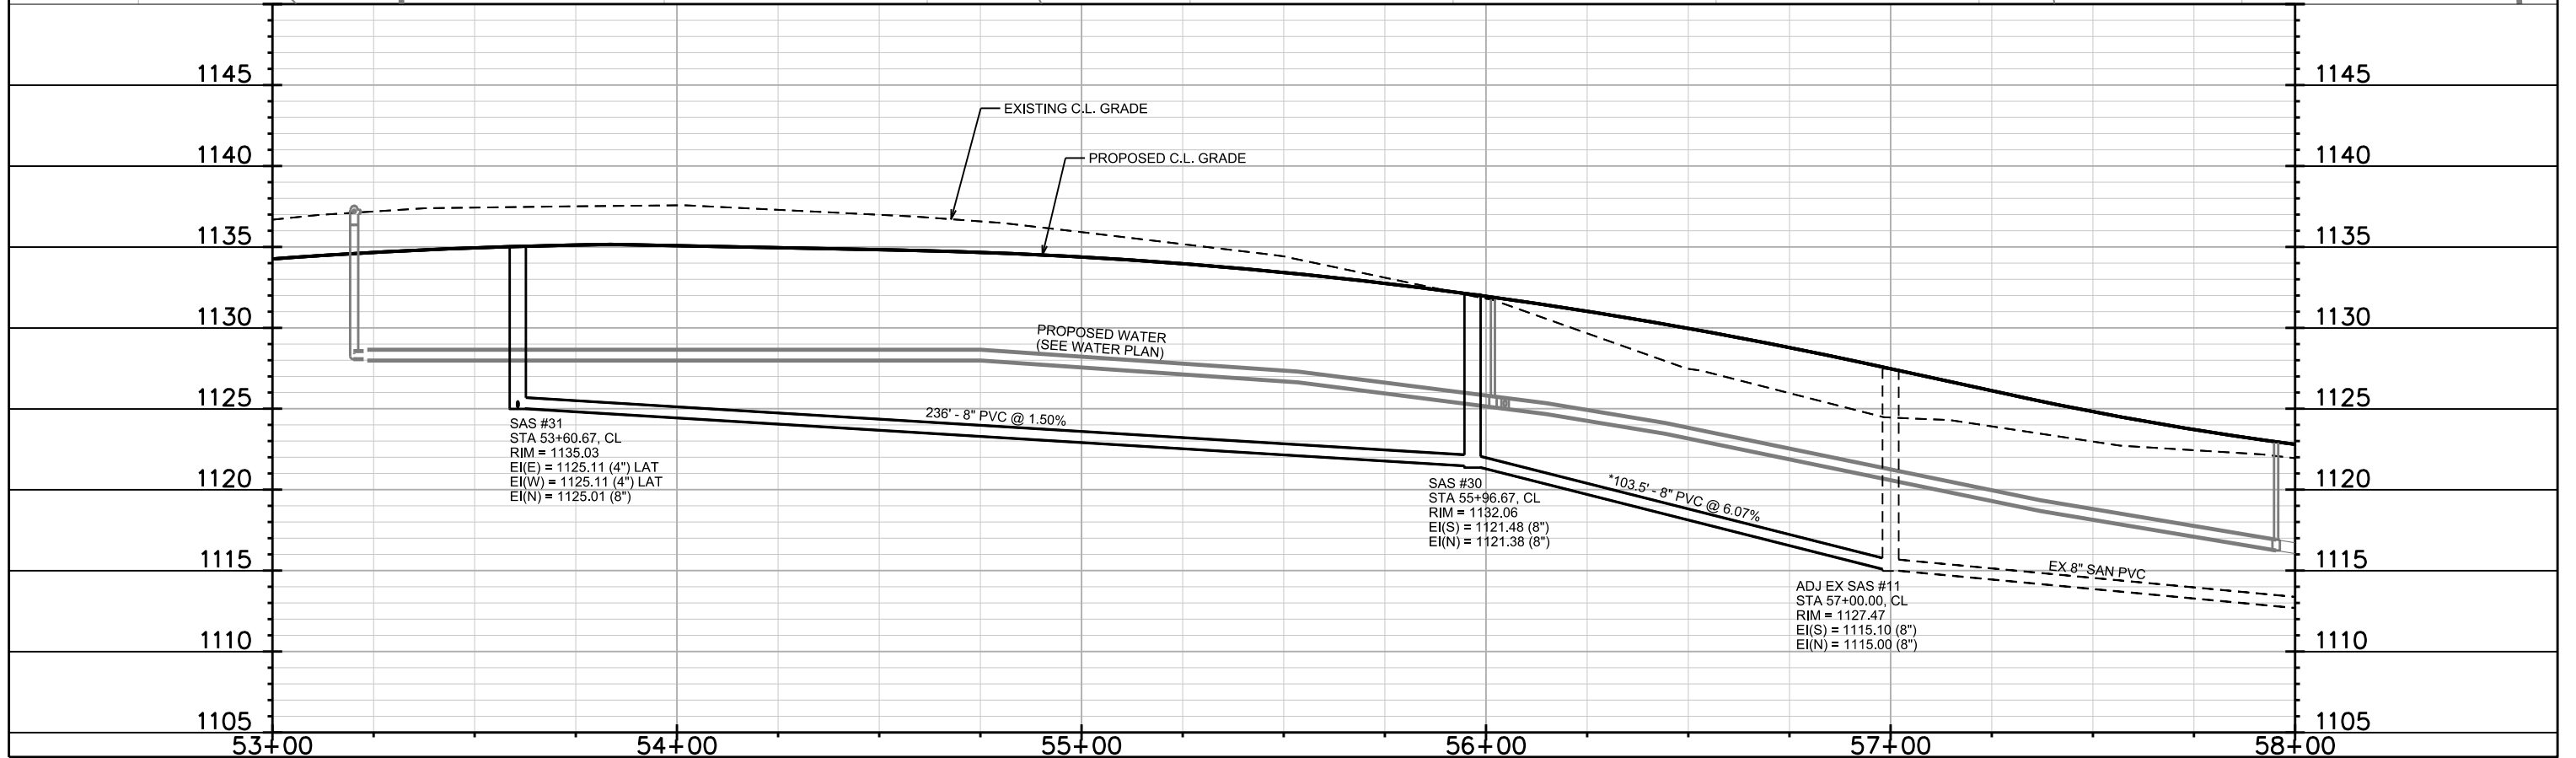 1145 1145
EXISTING C.L. GRADE
1140 1140
PROPOSED C.L. GRADE
1135 1135
1130 1130
PROPOSED WATER
(SEE WATER PLAN)
1125 1125
236' - 8" PVC @ 1.50%
SAS #31
STA 53+60.67, CL
RIM = 1135.03
EI(E) = 1125.11 (4") LAT
EI(W) = 1125.11 (4") LAT
EI(N) = 1125.01 (8")
1120 1120
*103.5' - 8" PVC @ 6.07%
SAS #30
STA 55+96.67, CL
RIM = 1132.06
EI(S) = 1121.48 (8")
EI(N) = 1121.38 (8")
1115 1115
EX 8" SAN PVC
ADJ EX SAS #11
STA 57+00.00, CL
RIM = 1127.47
EI(S) = 1115.10 (8")
EI(N) = 1115.00 (8")
1110 1110
1105 1105
53+00 54+00 55+00 56+00 57+00 58+00